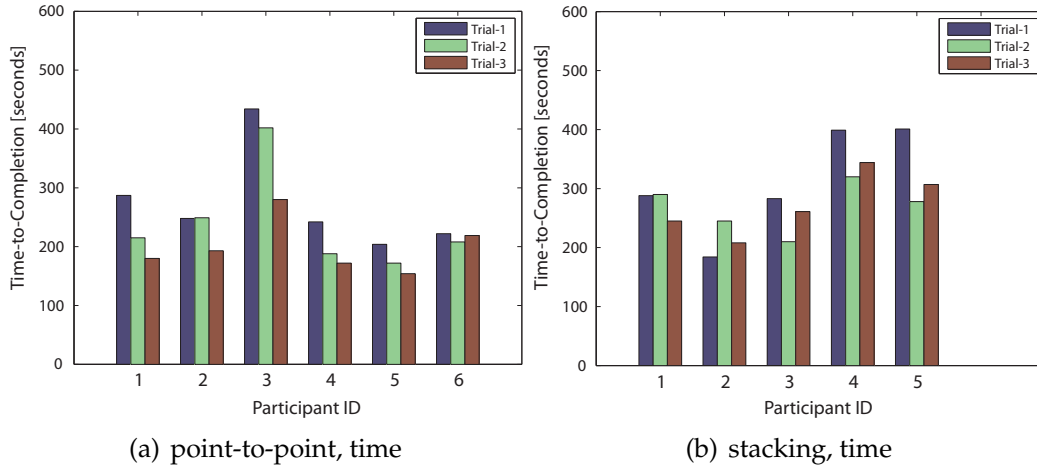 600
500
400
300
200
100
0
Time-to-Completion [seconds]
Trial-1
Trial-2
Trial-3
1 2 3 4 5 6
Participant ID
(a) point-to-point, time
600
500
400
300
200
100
0
Time-to-Completion [seconds]
Trial-1
Trial-2
Trial-3
1 2 3 4 5
Participant ID
(b) stacking, time